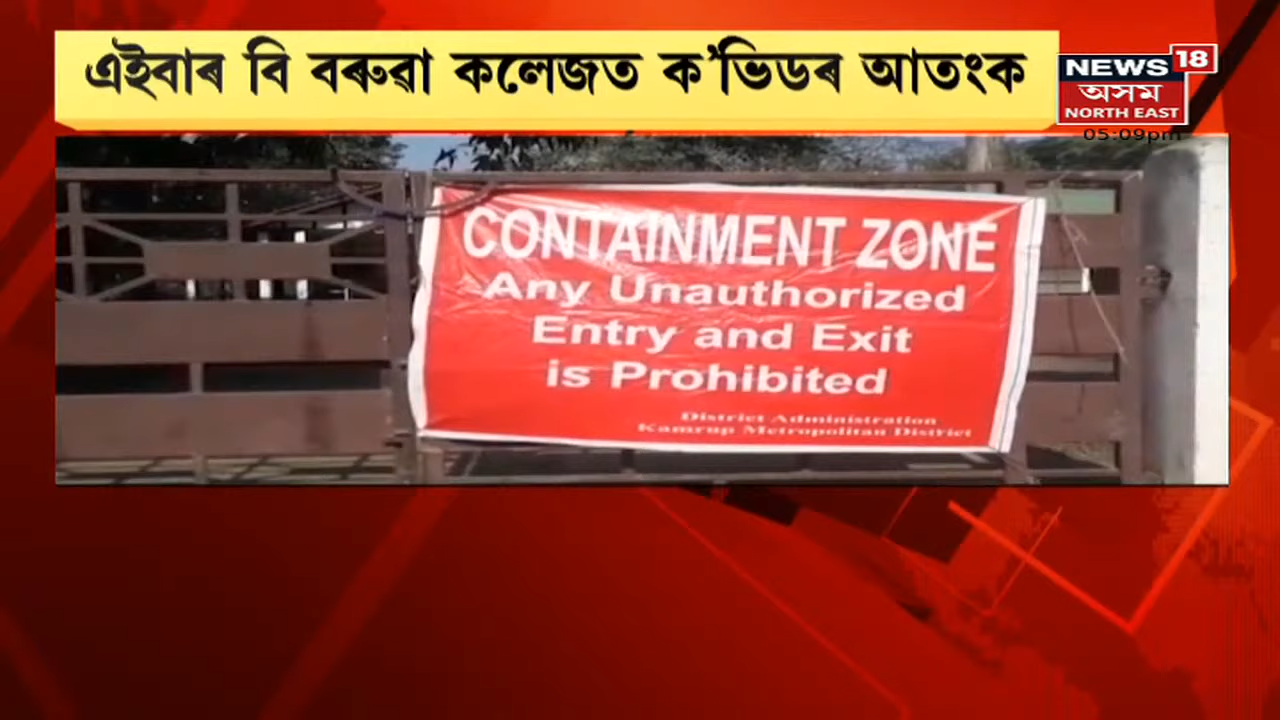 এইবাৰ বি বৰুৱা কলেজত ক'ভিডৰ আতংক
NEWS 18
অসম
NORTH EAST
05:09pm
CONTAINMENT ZONE
Any Unauthorized
Entry and Exit
is Prohibited
District Administration
Kamrup Metropolitan District